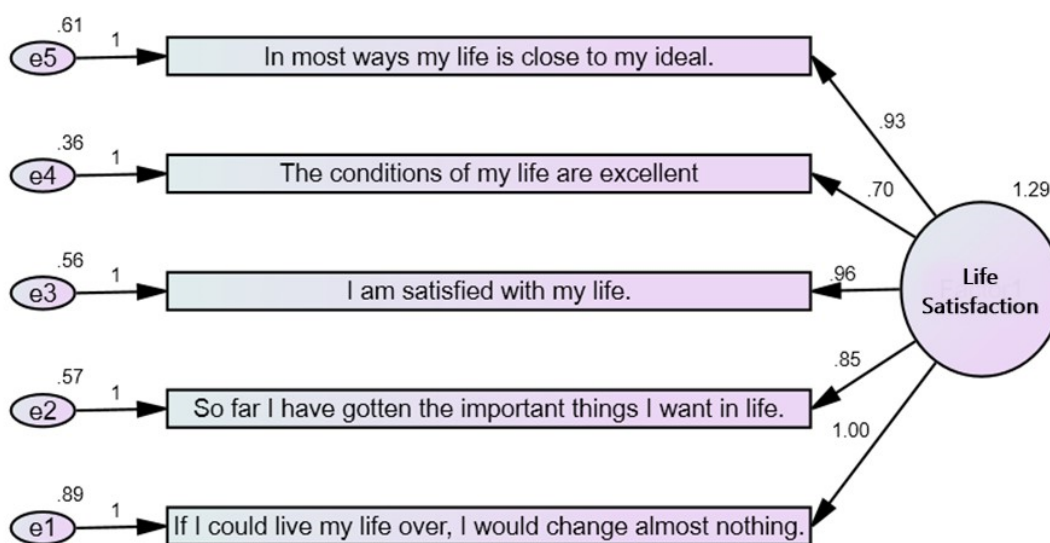 .61
e5
1
In most ways my life is close to my ideal.
.93
.36
e4
1
The conditions of my life are excellent
.70
1.29
.56
e3
1
I am satisfied with my life.
.96
Life
Satisfaction
.57
e2
1
So far I have gotten the important things I want in life.
.85
1.00
.89
e1
1
If I could live my life over, I would change almost nothing.